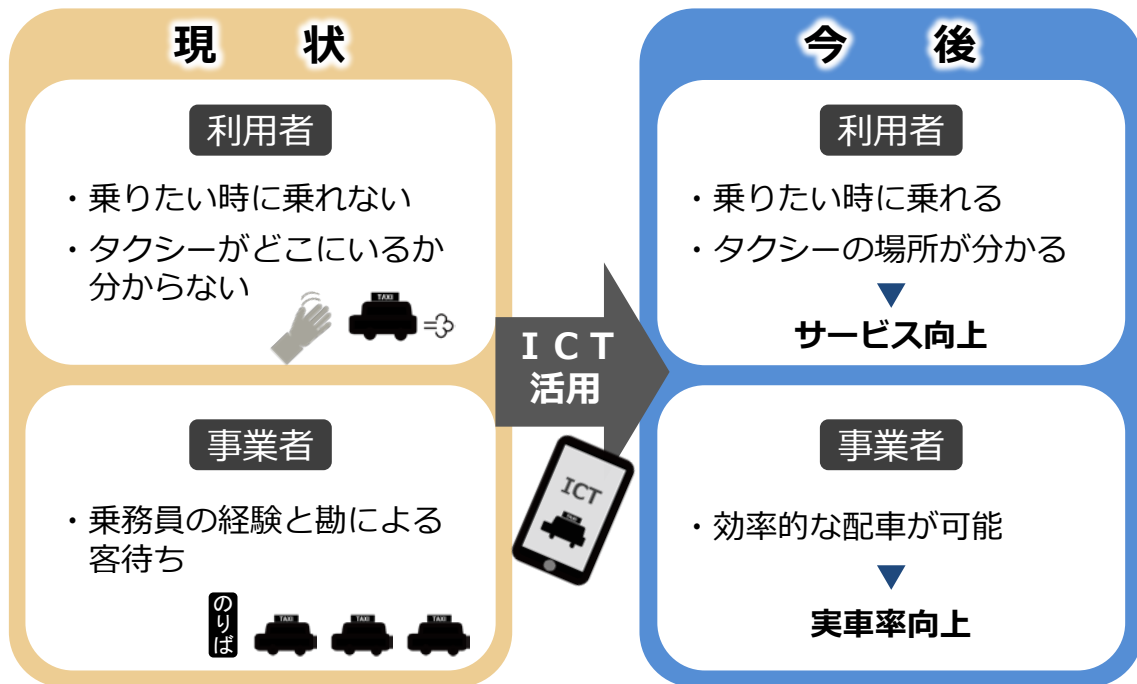 現 状
利用者
・乗りたい時に乗れない
・タクシーがどこにいるか
分からない
TAXI
事業者
・乗務員の経験と勘による
客待ち
のりば
TAXI
TAXI
TAXI
ＩＣＴ
活用
ICT
TAXI
今 後
利用者
・乗りたい時に乗れる
・タクシーの場所が分かる
▼
サービス向上
事業者
・効率的な配車が可能
▼
実車率向上